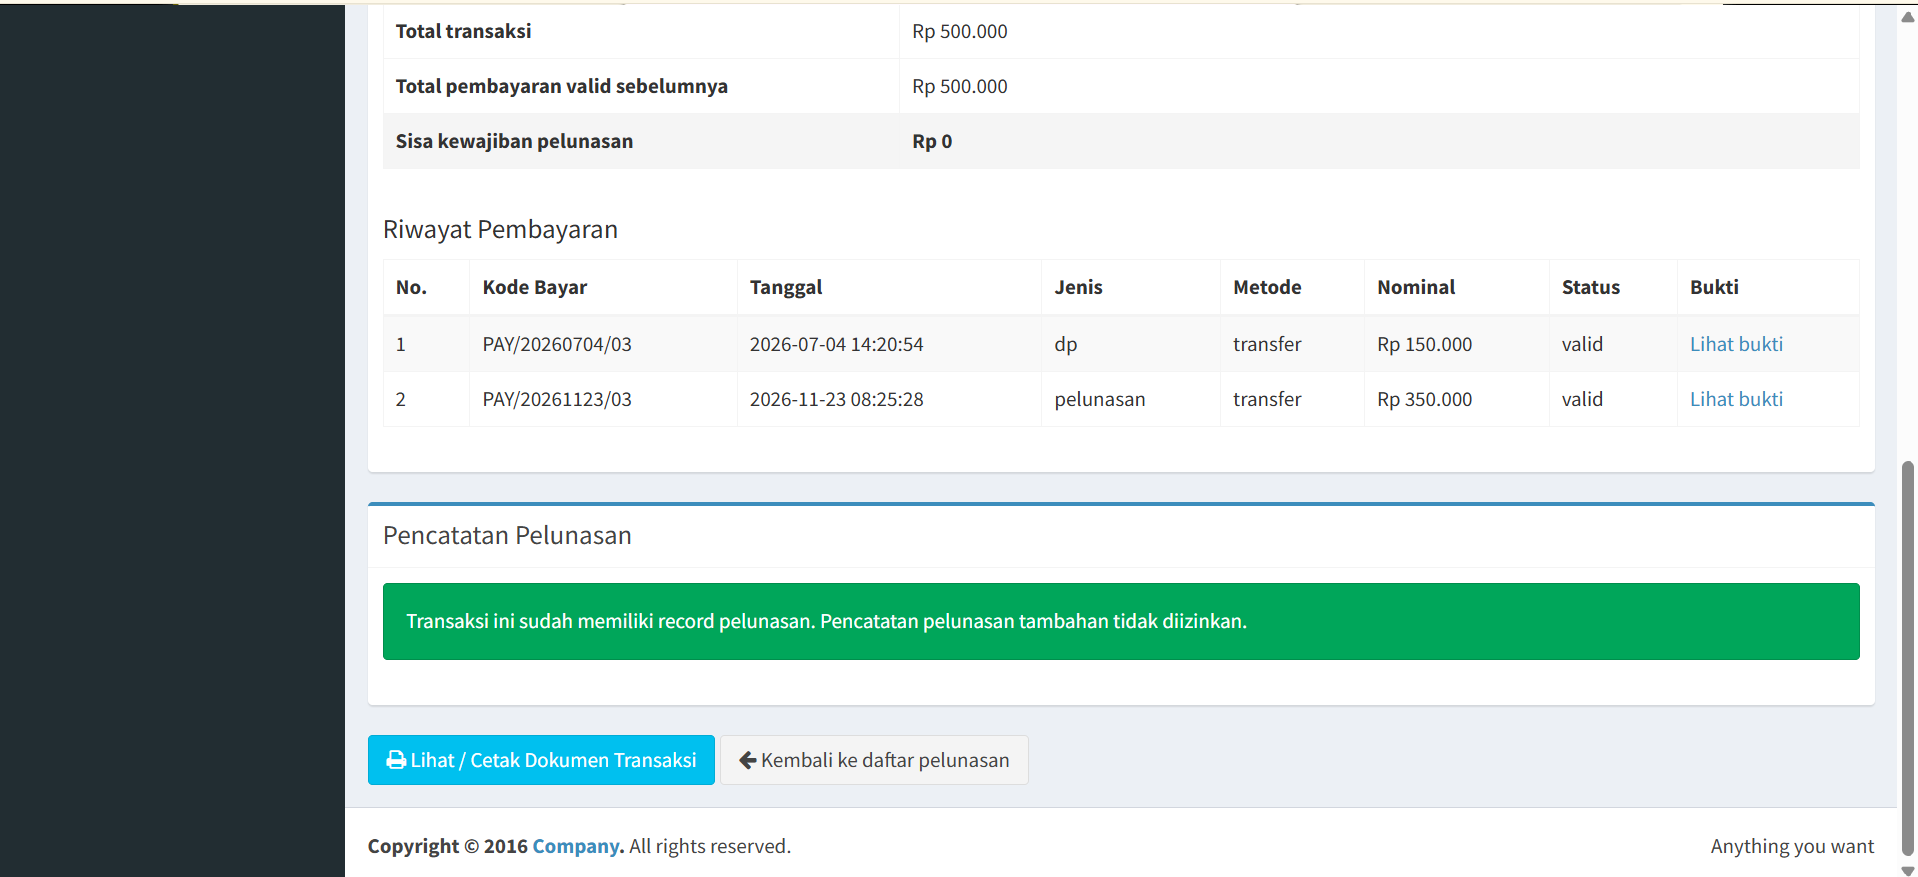 Total transaksi Rp 500.000
Total pembayaran valid sebelumnya Rp 500.000
Sisa kewajiban pelunasan Rp 0
Riwayat Pembayaran
No. Kode Bayar Tanggal Jenis Metode Nominal Status Bukti
1 PAY/20260704/03 2026-07-04 14:20:54 dp transfer Rp 150.000 valid Lihat bukti
2 PAY/20261123/03 2026-11-23 08:25:28 pelunasan transfer Rp 350.000 valid Lihat bukti
Pencatatan Pelunasan
Transaksi ini sudah memiliki record pelunasan. Pencatatan pelunasan tambahan tidak diizinkan.
Lihat / Cetak Dokumen Transaksi Kembali ke daftar pelunasan
Copyright © 2016 Company. All rights reserved. Anything you want